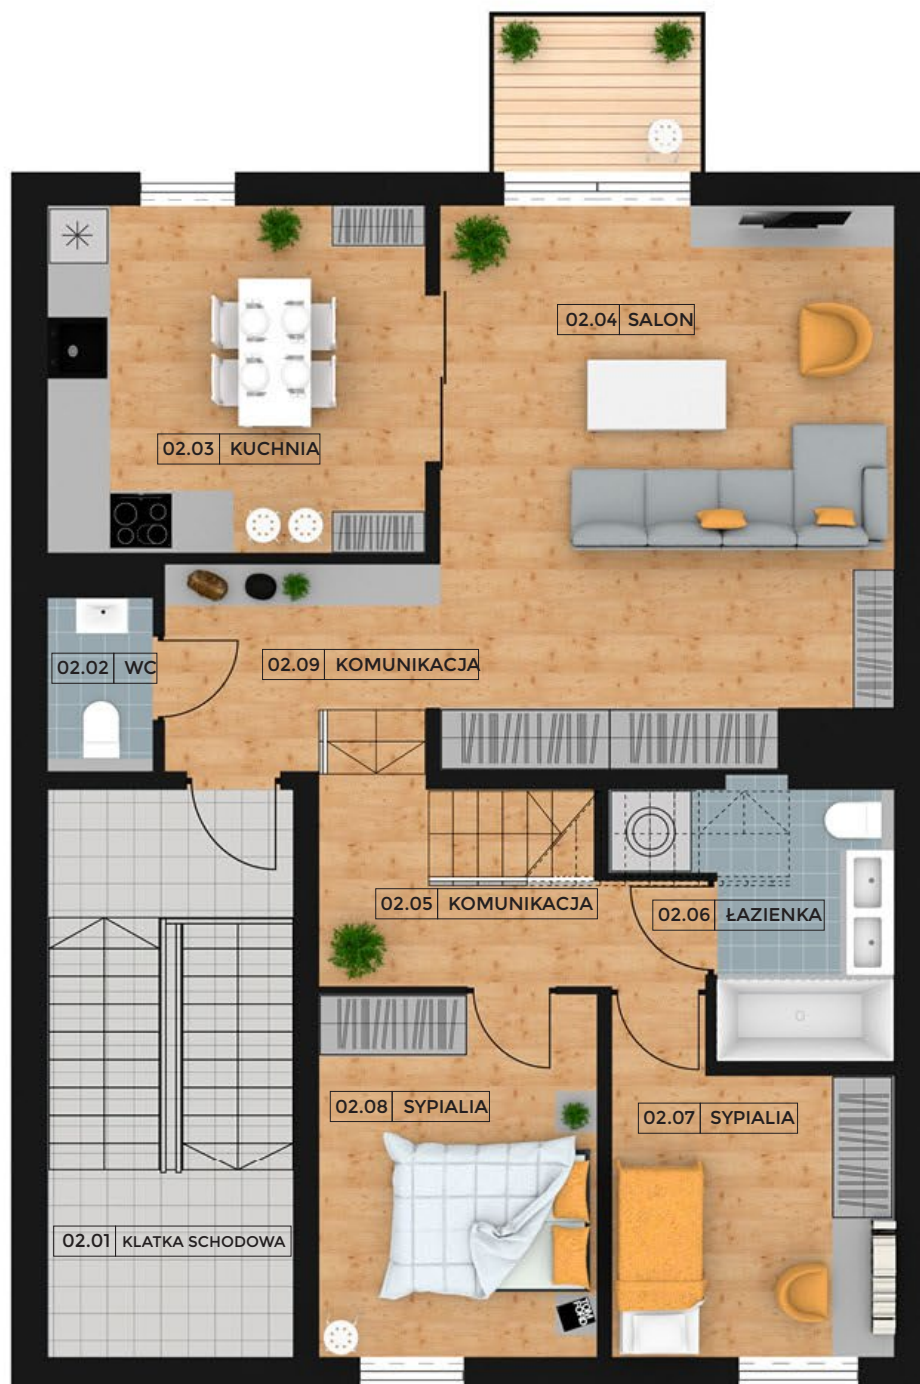 02.04 SALON
02.03 KUCHNIA
02.02 WC
02.09 KOMUNIKACJA
02.05 KOMUNIKACJA
02.06 ŁAZIENKA
02.08 SYPIALIA
02.07 SYPIALIA
02.01 KLATKA SCHODOWA